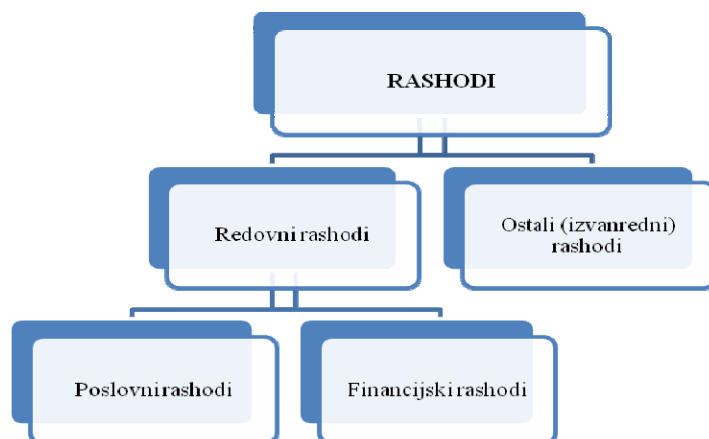 RASHODI
Redovni rashodi
Ostali (izvanredni)
rashodi
Poslovni rashodi
Financijski rashodi